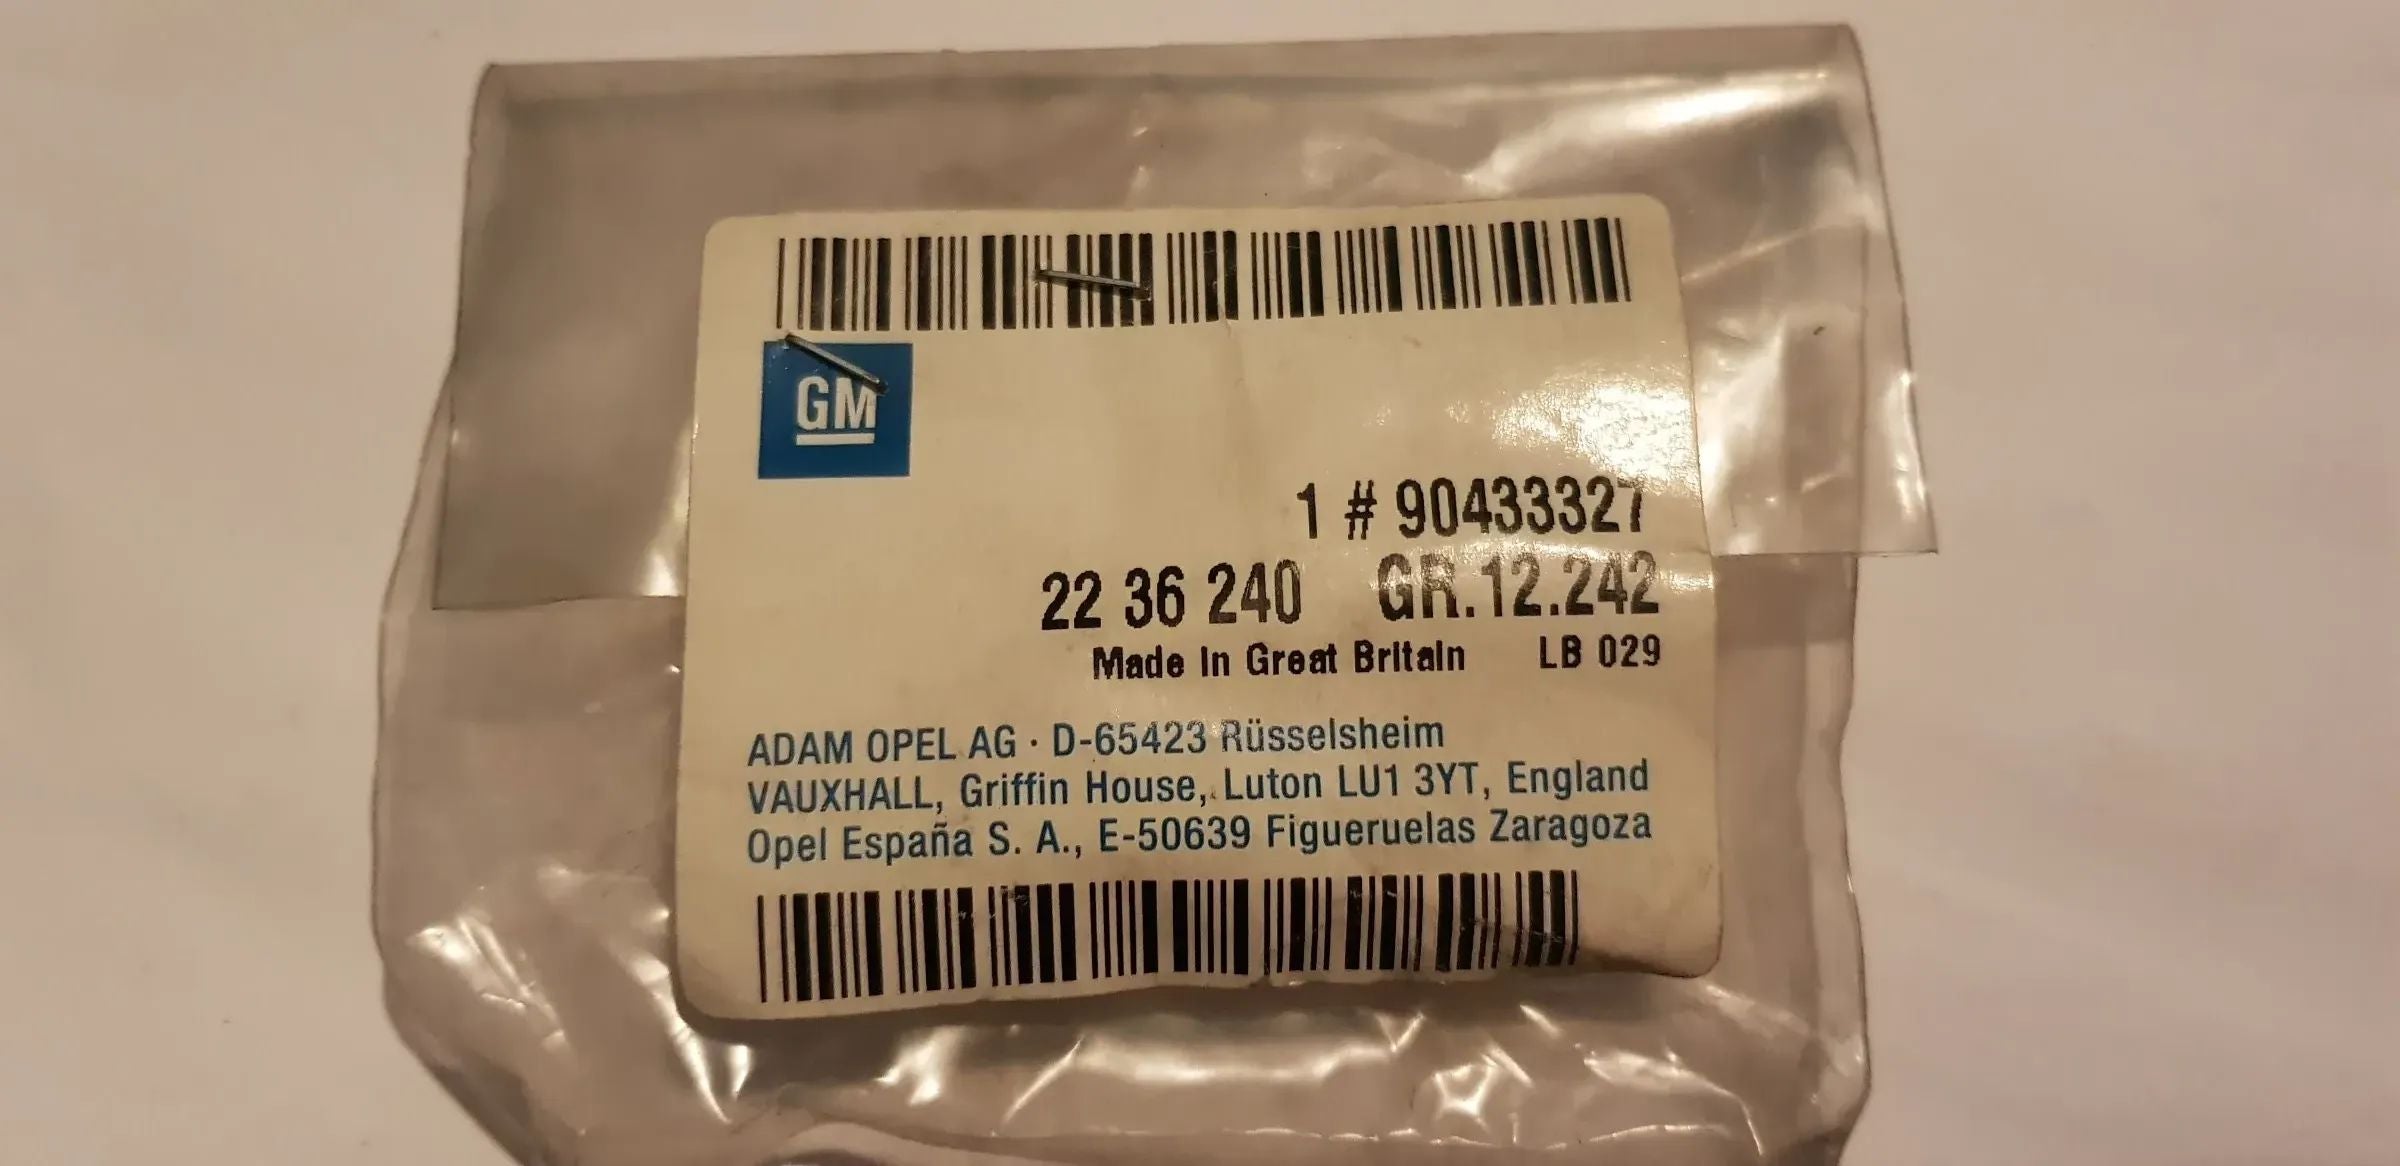 GM
1 # 90433327
22 36 240 GR.12.242
Made In Great Britain LB 029
ADAM OPEL AG · D-65423 Rüsselsheim
VAUXHALL, Griffin House, Luton LU1 3YT, England
Opel España S. A., E-50639 Figueruelas Zaragoza